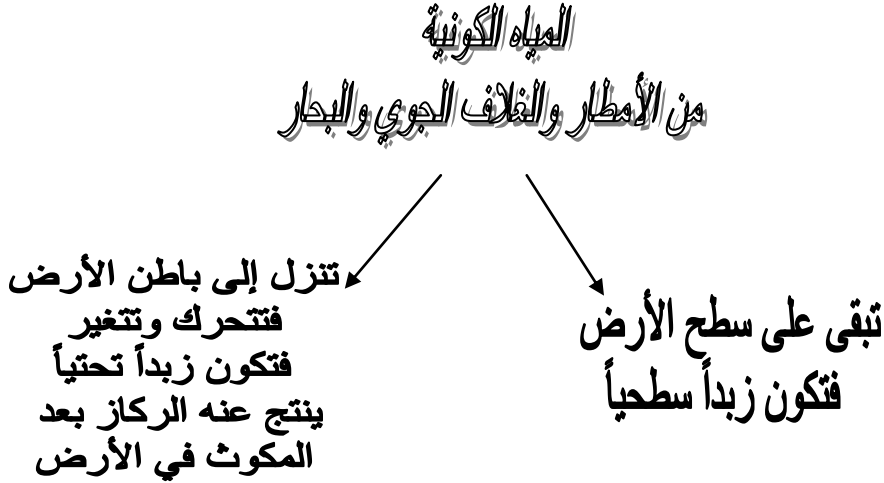 المياه الكونية
من الأمطار والغلاف الجوي والبحار
تبقى على سطح الأرض
فتكون زبداً سطحياً
تنزل إلى باطن الأرض
فتتحرك وتتغير
فتكون زبداً تحتياً
ينتج عنه الركاز بعد
المكوث في الأرض